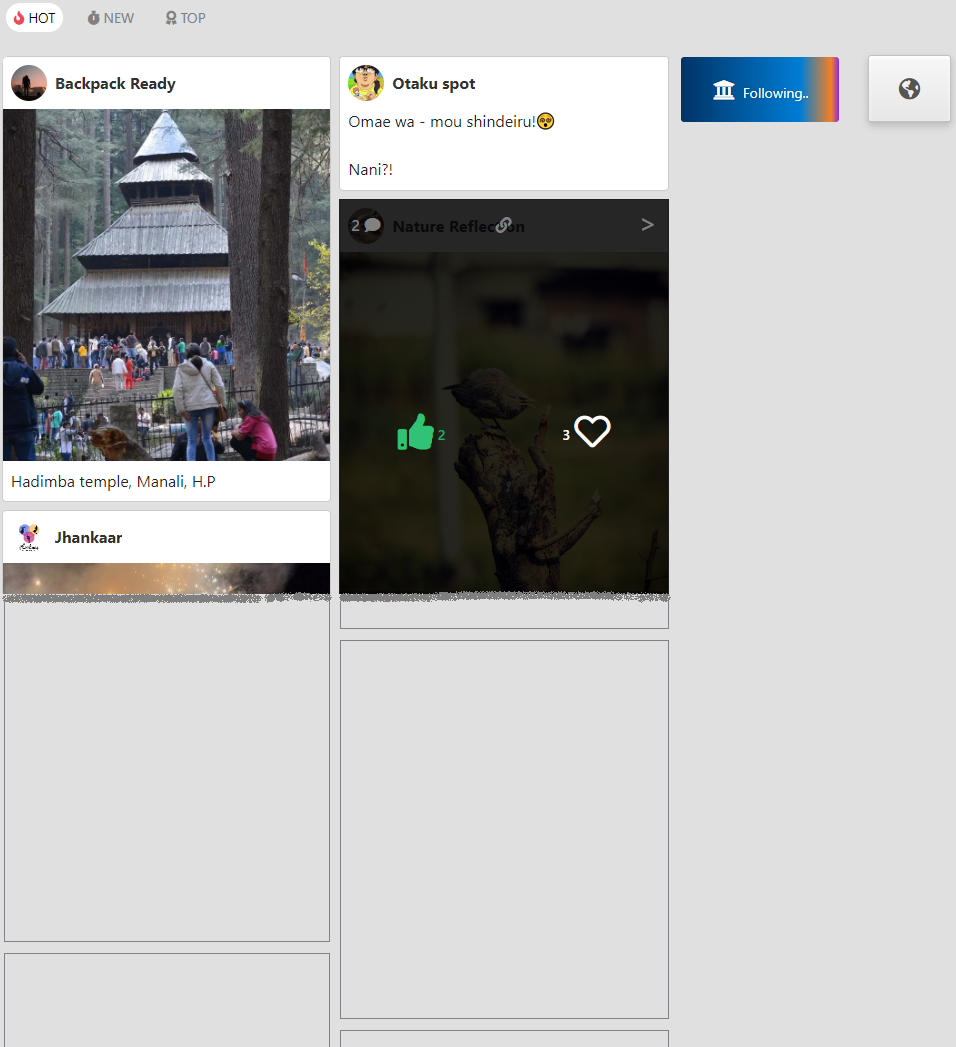 HOT
NEW
TOP
Backpack Ready
Hadimba temple, Manali, H.P
Jhankaar
Otaku spot
Omae wa - mou shindeiru!😵
Nani?!
2
Nature Reflection
>
2
3
Following..